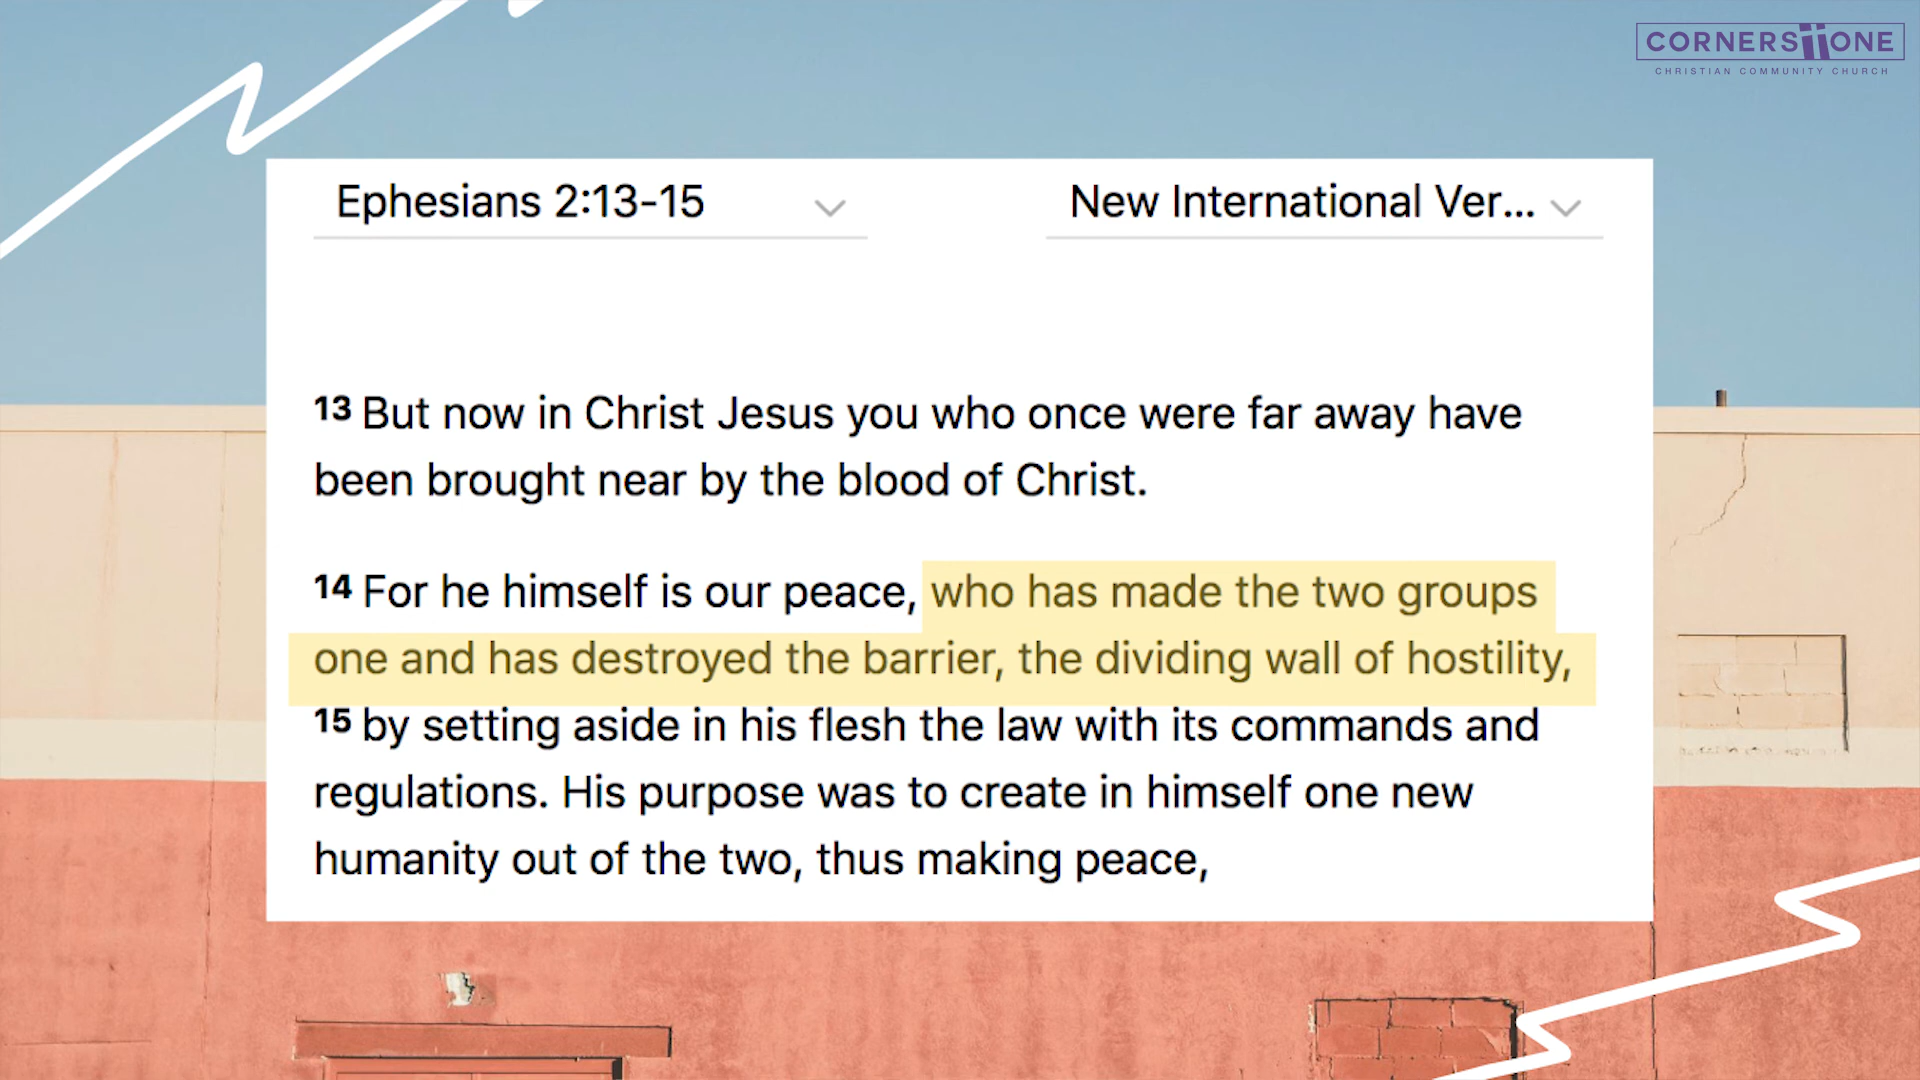 CORNERSTONE
CHRISTIAN COMMUNITY CHURCH
Ephesians 2:13-15
New International Ver...
13 But now in Christ Jesus you who once were far away have
been brought near by the blood of Christ.
14 For he himself is our peace, who has made the two groups
one and has destroyed the barrier, the dividing wall of hostility,
15 by setting aside in his flesh the law with its commands and
regulations. His purpose was to create in himself one new
humanity out of the two, thus making peace,